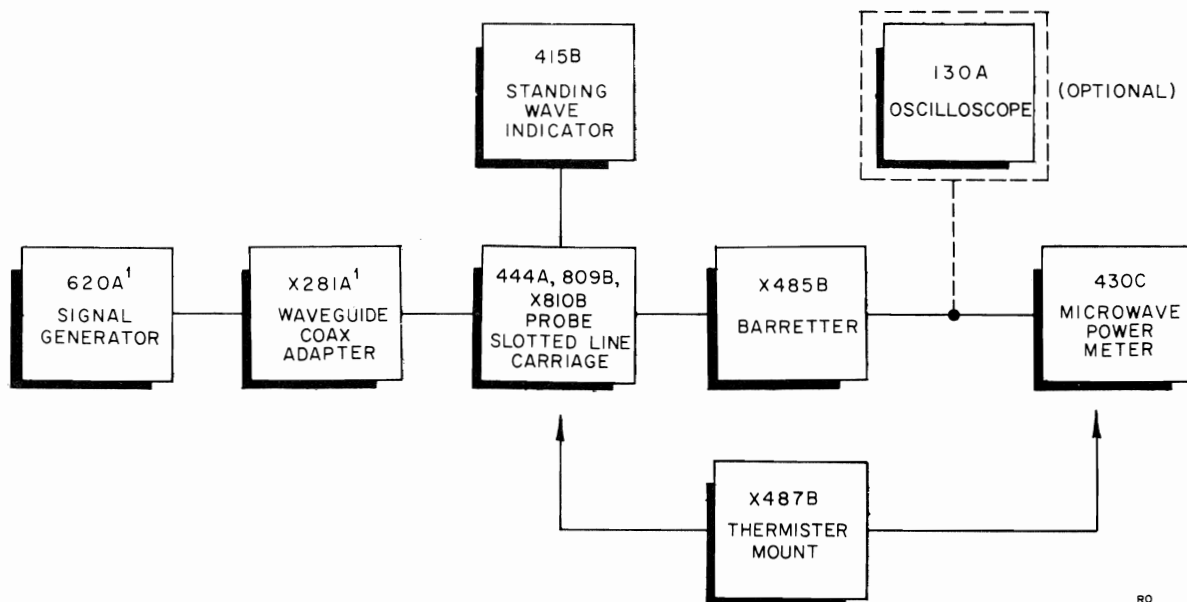 415B
STANDING
WAVE
INDICATOR
130A
OSCILLOSCOPE
(OPTIONAL)
620A¹
SIGNAL
GENERATOR
X281A¹
WAVEGUIDE
COAX
ADAPTER
444A, 809B,
X810B
PROBE
SLOTTED LINE
CARRIAGE
X485B
BARRETTER
430C
MICROWAVE
POWER
METER
X487B
THERMISTER
MOUNT
RO